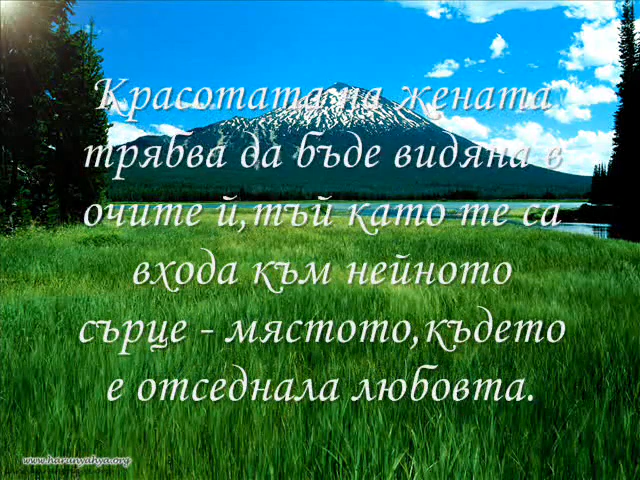 Красотата на жената
трябва да бъде видяна в
очите й,тъй като те са
входа към нейното
сърце - мястото,където
е отседнала любовта.
www.harunyahya.org